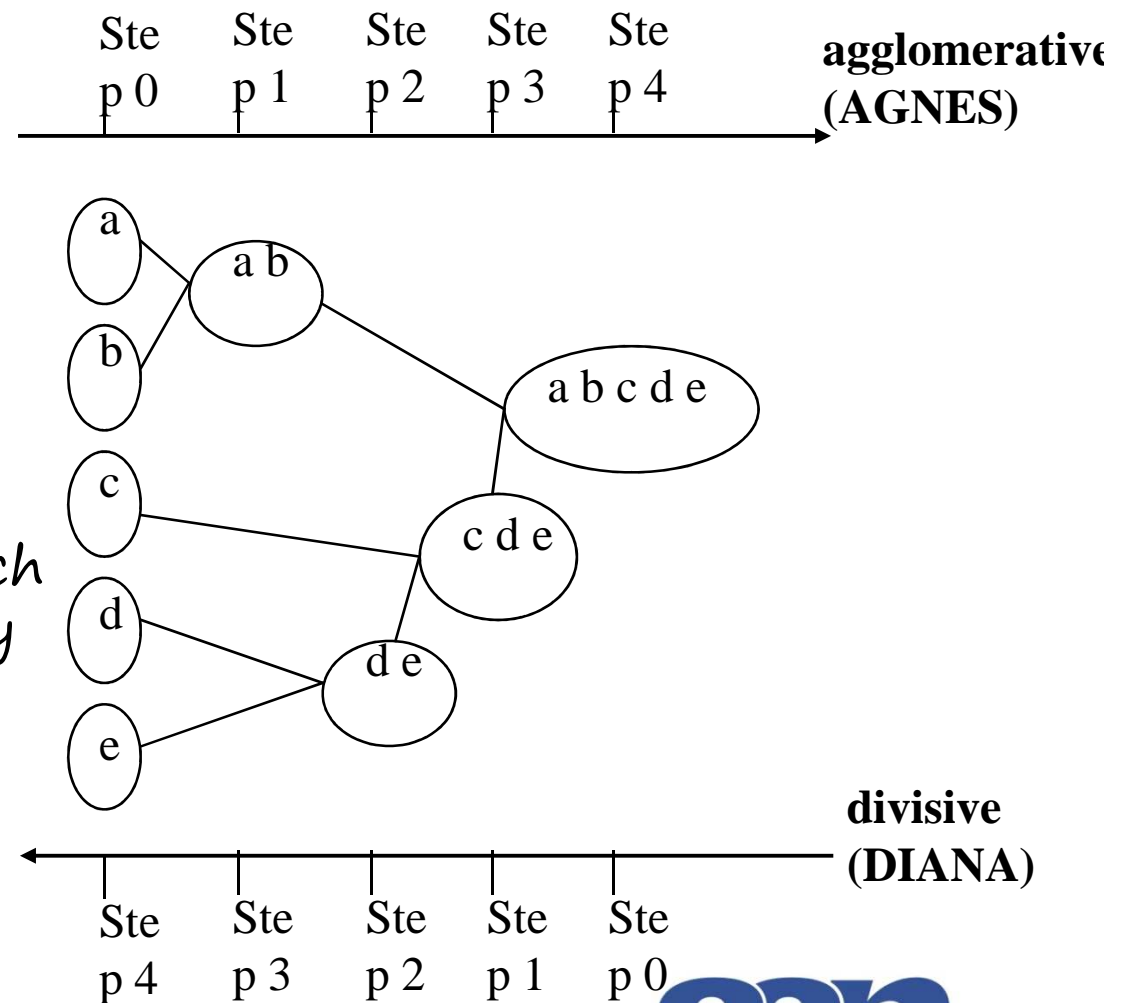 Ste Ste Ste Ste Ste
p 0 p 1 p 2 p 3 p 4
agglomerative
(AGNES)
a
a b
b
a b c d e
c
c d e
ch
d
y
d e
e
divisive
(DIANA)
Ste Ste Ste Ste Ste
p 4 p 3 p 2 p 1 p 0